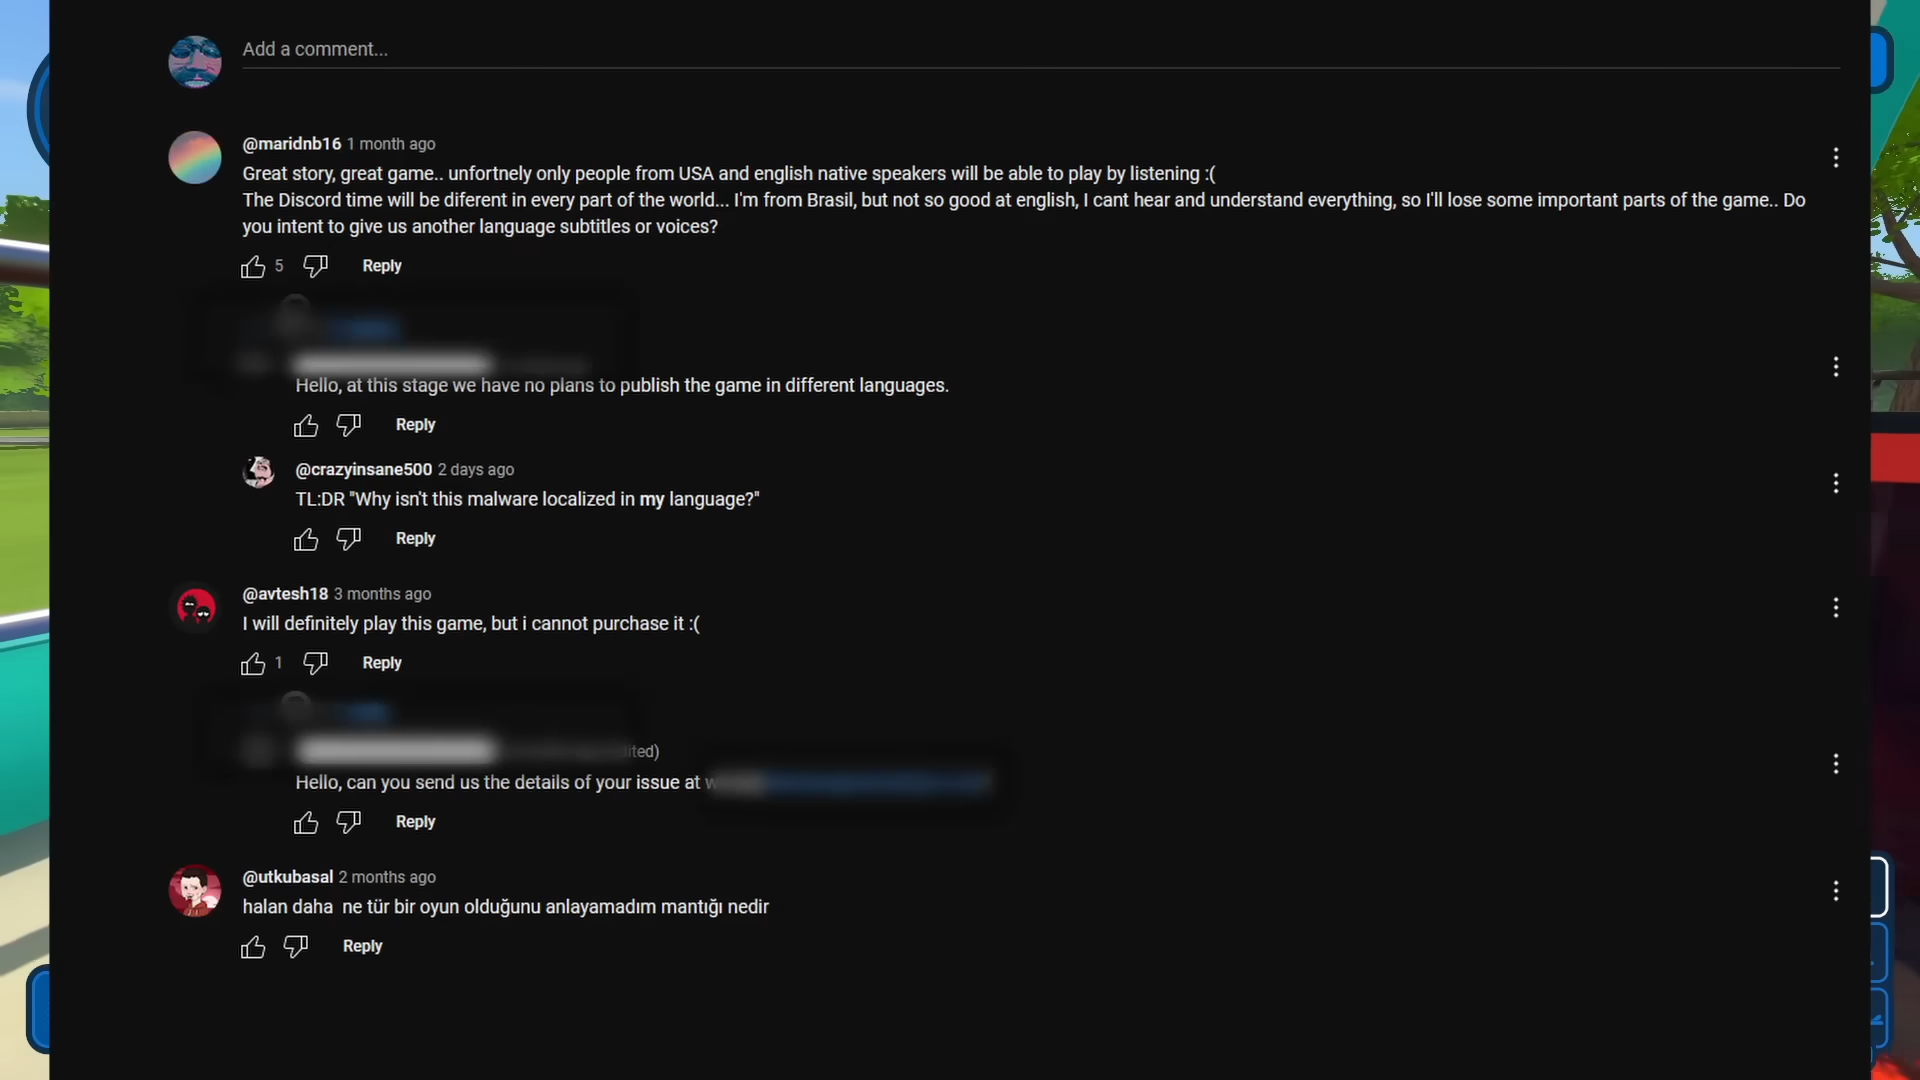 Add a comment...
@maridnb16 1 month ago
Great story, great game.. unfortnely only people from USA and english native speakers will be able to play by listening :(
The Discord time will be diferent in every part of the world... I'm from Brasil, but not so good at english, I cant hear and understand everything, so I'll lose some important parts of the game.. Do
you intent to give us another language subtitles or voices?
5 Reply
Hello, at this stage we have no plans to publish the game in different languages.
Reply
@crazyinsane500 2 days ago
TL:DR "Why isn't this malware localized in my language?"
Reply
@avtesh18 3 months ago
I will definitely play this game, but i cannot purchase it :(
1 Reply
Hello, can you send us the details of your issue at
Reply
@utkubasal 2 months ago
halan daha  ne tür bir oyun olduğunu anlayamadım mantığı nedir
Reply